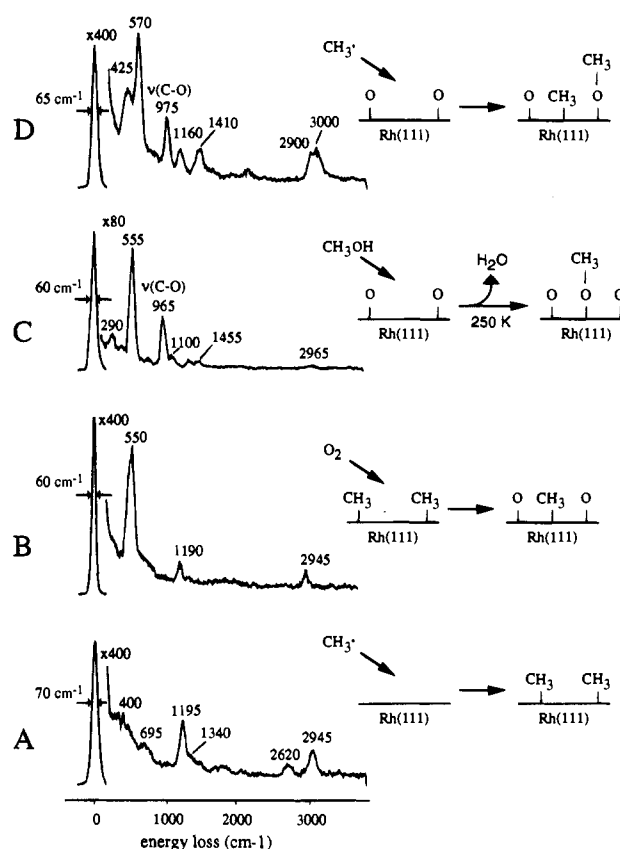 x400
570
425
ν(C-O)
975
65 cm⁻¹
1160
1410
2900
3000
D
CH₃•
O O
Rh(111)
CH₃
O CH₃ O
Rh(111)
x80
555
ν(C-O)
965
60 cm⁻¹
290
1100
1455
2965
C
CH₃OH
O O
Rh(111)
H₂O
250 K
CH₃
O O O
Rh(111)
x400
550
60 cm⁻¹
1190
2945
B
O₂
CH₃ CH₃
Rh(111)
O CH₃ O
Rh(111)
x400
70 cm⁻¹
400
695
1195
1340
2620
2945
A
CH₃•
Rh(111)
CH₃ CH₃
Rh(111)
0 1000 2000 3000
energy loss (cm-1)